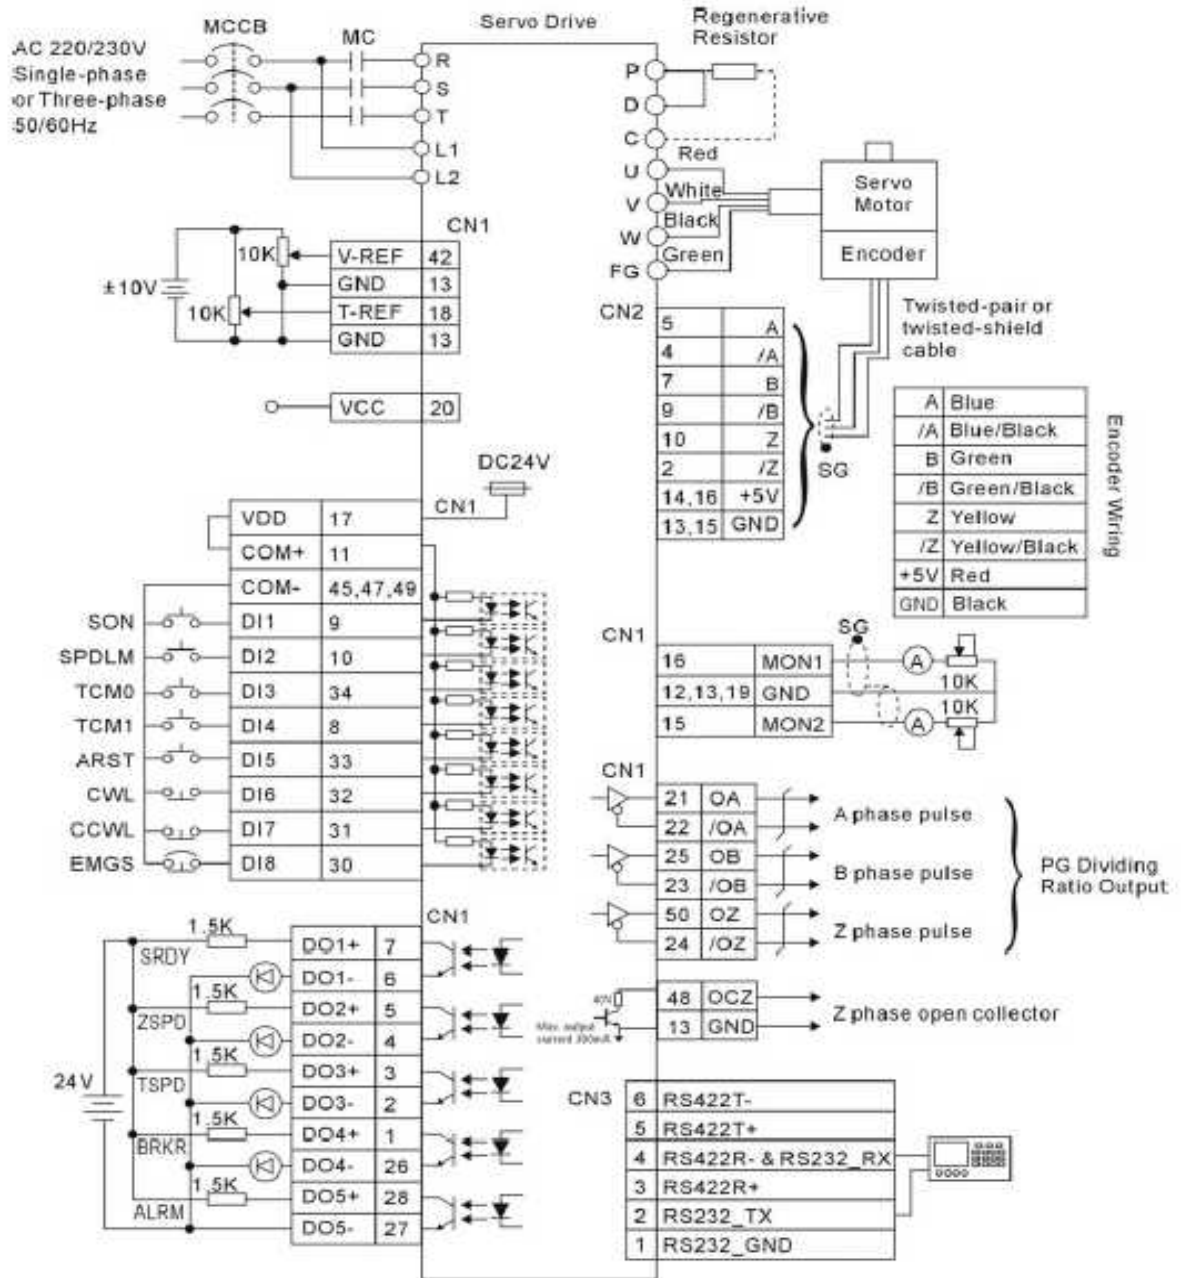 Servo Drive
Regenerative
Resistor
MCCB
MC
AC 220/230V
Single-phase
or Three-phase
50/60Hz
R
S
T
L1
L2
P
D
C
U
V
W
FG
Red
White
Black
Green
Servo
Motor
Encoder
Twisted-pair or
twisted-shield
cable
CN1
±10V
10K
10K
V-REF 42
GND 13
T-REF 18
GND 13
VCC 20
CN2
5 A
4 /A
7 B
9 /B
10 Z
2 /Z
14,16 +5V
13,15 GND
SG
A Blue
/A Blue/Black
B Green
/B Green/Black
Z Yellow
/Z Yellow/Black
+5V Red
GND Black
Encoder Wiring
DC24V
CN1
VDD 17
COM+ 11
COM- 45,47,49
SON DI1 9
SPDLM DI2 10
TCM0 DI3 34
TCM1 DI4 8
ARST DI5 33
CWL DI6 32
CCWL DI7 31
EMGS DI8 30
CN1
SG
16 MON1
12,13,19 GND
15 MON2
A
10K
10K
A
CN1
21 OA
22 /OA
25 OB
23 /OB
50 OZ
24 /OZ
A phase pulse
B phase pulse
Z phase pulse
PG Dividing
Ratio Output
48 OCZ
13 GND
Z phase open collector
Max. output
current 300mA
CN1
24V
1.5K
SRDY
DO1+ 7
DO1- 6
1.5K
ZSPD
DO2+ 5
DO2- 4
1.5K
TSPD
DO3+ 3
DO3- 2
1.5K
BRKR
DO4+ 1
DO4- 26
1.5K
ALRM
DO5+ 28
DO5- 27
CN3
6 RS422T-
5 RS422T+
4 RS422R- & RS232_RX
3 RS422R+
2 RS232_TX
1 RS232_GND